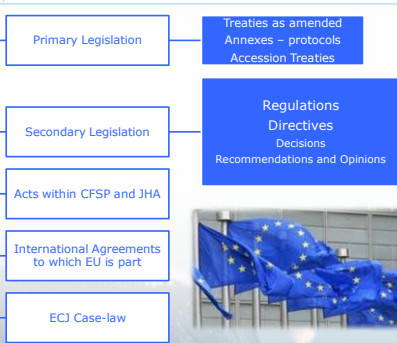 Primary Legislation
Treaties as amended
Annexes – protocols
Accession Treaties
Secondary Legislation
Regulations
Directives
Decisions
Recommendations and Opinions
Acts within CFSP and JHA
International Agreements
to which EU is part
ECJ Case-law